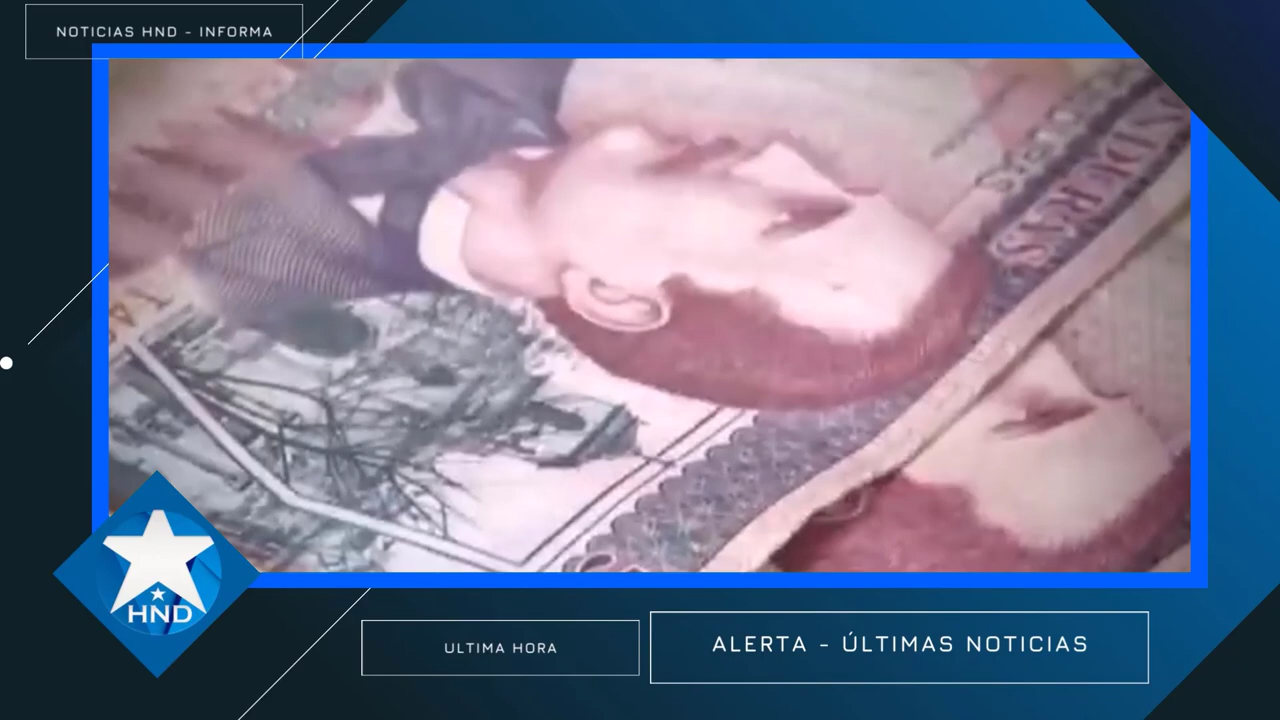 NOTICIAS HND - INFORMA
HND
ULTIMA HORA
ALERTA - ÚLTIMAS NOTICIAS